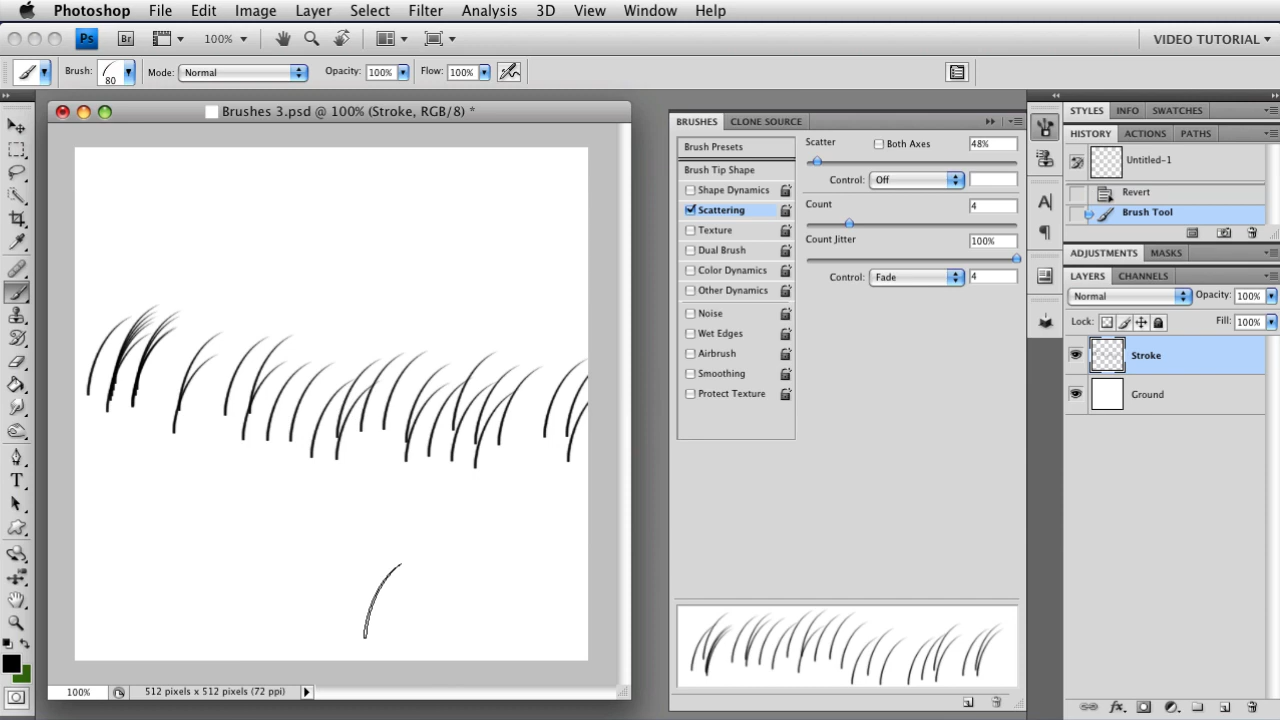 Photoshop File Edit Image Layer Select Filter Analysis 3D View Window Help
Ps Br 100% VIDEO TUTORIAL
Brush: 80 Mode: Normal Opacity: 100% Flow: 100%
Brushes 3.psd @ 100% (Stroke, RGB/8) *
100% 512 pixels x 512 pixels (72 ppi)
BRUSHES CLONE SOURCE
Brush Presets
Brush Tip Shape
Shape Dynamics
Scattering
Texture
Dual Brush
Color Dynamics
Other Dynamics
Noise
Wet Edges
Airbrush
Smoothing
Protect Texture
Scatter Both Axes 48%
Control: Off
Count 4
Count Jitter 100%
Control: Fade 4
STYLES INFO SWATCHES
HISTORY ACTIONS PATHS
Untitled-1
Revert
Brush Tool
ADJUSTMENTS MASKS
LAYERS CHANNELS
Normal Opacity: 100%
Lock: Fill: 100%
Stroke
Ground